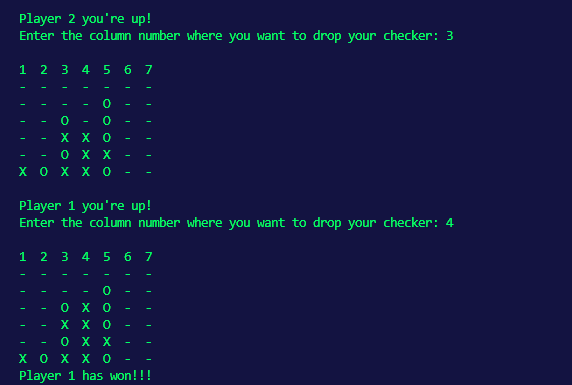 Player 2 you're up!
Enter the column number where you want to drop your checker: 3
1 2 3 4 5 6 7
- - - - - - -
- - - - O - -
- - O - O - -
- - X X O - -
- - O X X - -
X O X X O - -
Player 1 you're up!
Enter the column number where you want to drop your checker: 4
1 2 3 4 5 6 7
- - - - - - -
- - - - O - -
- - O X O - -
- - X X O - -
- - O X X - -
X O X X O - -
Player 1 has won!!!